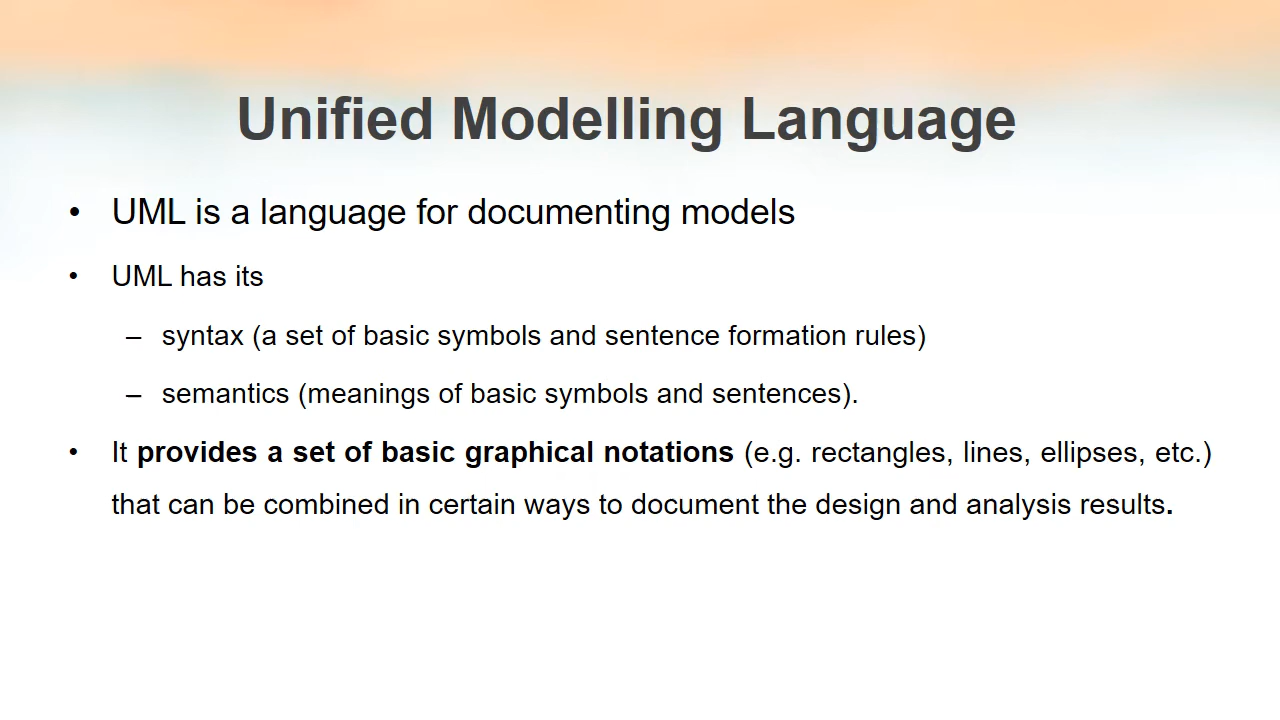 Unified Modelling Language
• UML is a language for documenting models
• UML has its
– syntax (a set of basic symbols and sentence formation rules)
– semantics (meanings of basic symbols and sentences).
• It provides a set of basic graphical notations (e.g. rectangles, lines, ellipses, etc.)
that can be combined in certain ways to document the design and analysis results.